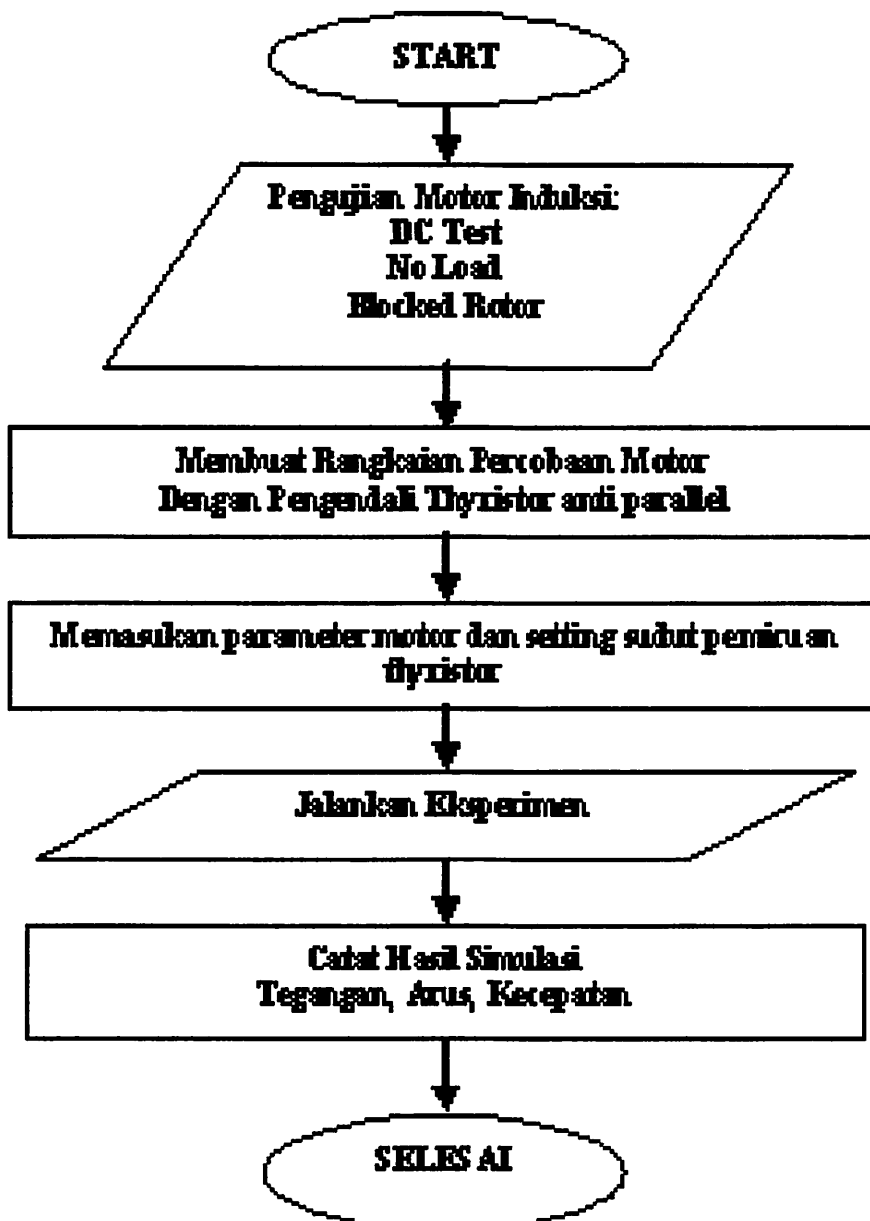 START
Pengujian Motor Induksi:
DC Test
No Load
Blocked Rotor
Membuat Rangkaian Percobaan Motor
Dengan Pengendali Thyristor anti parallel
Memasukan parameter motor dan setting sudut pemicuan
thyristor
Jalankan Eksperimen
Catat Hasil Simulasi
Tegangan, Arus, Kecepatan
SELESAI